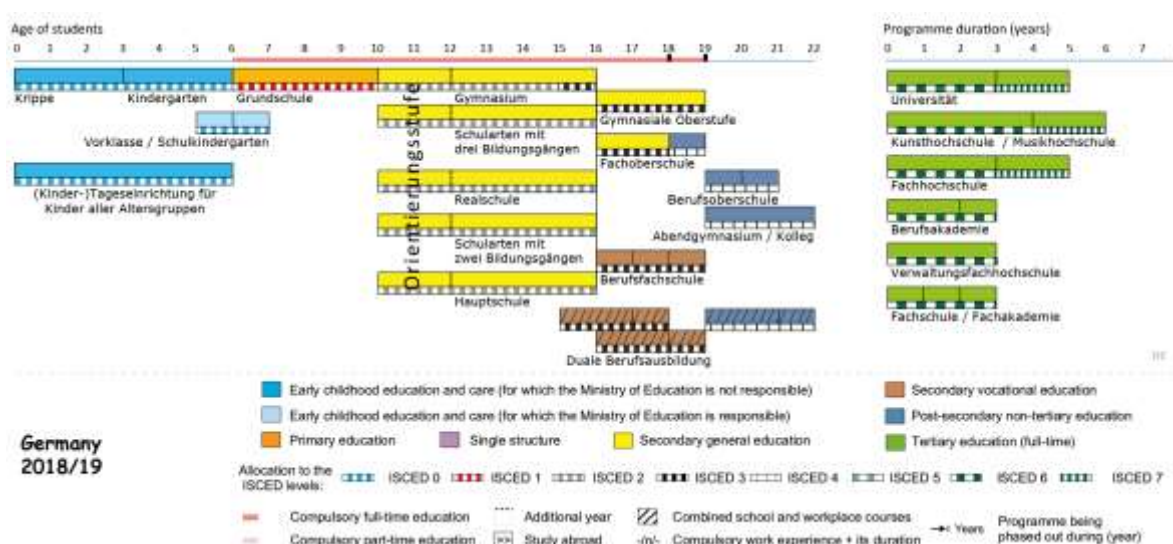 Age of students
Programme duration (years)
0 1 2 3 4 5 6 7 8 9 10 11 12 13 14 15 16 17 18 19 20 21 22
0 1 2 3 4 5 6 7
Krippe
Kindergarten
Grundschule
Gymnasium
Gymnasiale Oberstufe
Vorklasse / Schulkindergarten
Schularten mit
drei Bildungsgängen
Fachoberschule
(Kinder-)Tageseinrichtung für
Kinder aller Altersgruppen
Orientierungsstufe
Realschule
Berufsoberschule
Abendgymnasium / Kolleg
Schularten mit
zwei Bildungsgängen
Berufsfachschule
Hauptschule
Duale Berufsausbildung
Universität
Kunsthochschule / Musikhochschule
Fachhochschule
Berufsakademie
Verwaltungsfachhochschule
Fachschule / Fachakademie
Germany
2018/19
Early childhood education and care (for which the Ministry of Education is not responsible)
Early childhood education and care (for which the Ministry of Education is responsible)
Primary education
Single structure
Secondary general education
Secondary vocational education
Post-secondary non-tertiary education
Tertiary education (full-time)
Allocation to the
ISCED levels:
ISCED 0
ISCED 1
ISCED 2
ISCED 3
ISCED 4
ISCED 5
ISCED 6
ISCED 7
Compulsory full-time education
Additional year
Combined school and workplace courses
Years
Programme being
phased out during (year)
Compulsory part-time education
>> Study abroad
-/n/- Compulsory work experience + its duration